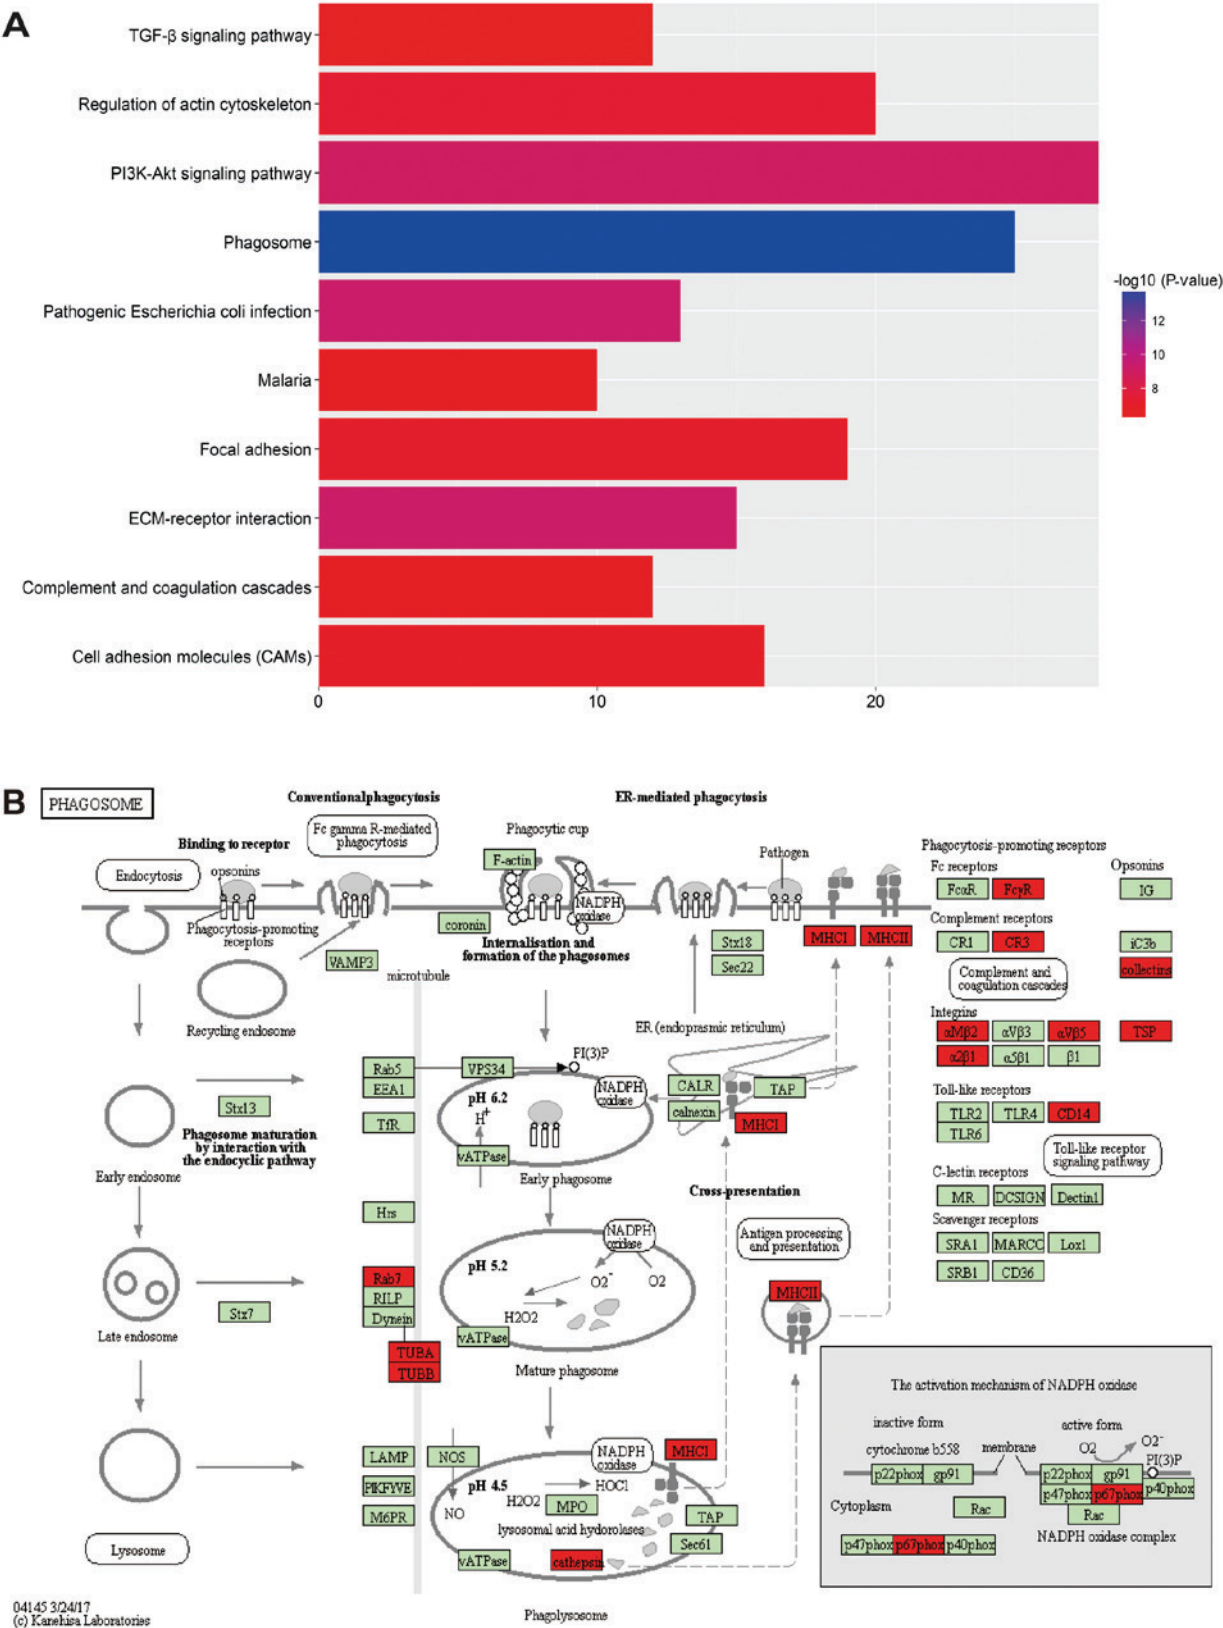 A
TGF-β signaling pathway
Regulation of actin cytoskeleton
PI3K-Akt signaling pathway
Phagosome
Pathogenic Escherichia coli infection
Malaria
Focal adhesion
ECM-receptor interaction
Complement and coagulation cascades
Cell adhesion molecules (CAMs)
0 10 20
-log10 (P-value)
12
10
8
B
PHAGOSOME
Conventionalphagocytosis
ER-mediated phagocytosis
Binding to receptor
Fc gamma R-mediated
phagocytosis
Phagocytic cup
F-actin
Pathogen
Endocytosis
opsonins
NADPH
oxidase
Phagocytosis-promoting
receptors
coronin
Internalisation and
formation of the phagosomes
VAMP3
microtubule
Stx18
Sec22
MHCI
MHCII
Recycling endosome
ER (endoprasmic reticulum)
Rab5
EEA1
VPS34
PI(3)P
NADPH
oxidase
CALR
calnexin
TAP
MHCI
Stx13
TfR
pH 6.2
H+
vATPase
Phagosome maturation
by interaction with
the endocyclic pathway
Early endosome
Early phagosome
Cross-presentation
Hrs
NADPH
oxidase
Antigen processing
and presentation
pH 5.2
O2-
O2
H2O2
vATPase
MHCII
Rab7
RILP
Dynein
TUBA
TUBB
Stx7
Late endosome
Mature phagosome
LAMP
PIKFYVE
M6PR
NOS
NO
NADPH
oxidase
MHCI
pH 4.5
HOCl
H2O2
MPO
lysosomal acid hydorolases
TAP
Sec61
vATPase
cathepsin
Lysosome
Phagolysosome
Phagocytosis-promoting receptors
Fc receptors
Opsonins
FcαR
FcγR
IG
Complement receptors
CR1
CR3
iC3b
Complement and
coagulation cascades
collectins
Integrins
αMβ2
αVβ3
αVβ5
TSP
α2β1
α5β1
β1
Toll-like receptors
TLR2
TLR4
CD14
TLR6
Toll-like receptor
signaling pathway
C-lectin receptors
MR
DCSIGN
Dectin1
Scavenger receptors
SRA1
MARCO
Lox1
SRB1
CD36
The activation mechanism of NADPH oxidase
inactive form
active form
cytochrome b558
membrane
O2
O2-
PI(3)P
p22phox
gp91
p22phox
gp91
p47phox
p67phox
p40phox
Cytoplasm
Rac
Rac
p47phox
p67phox
p40phox
NADPH oxidase complex
04145 3/24/17
(c) Kanehisa Laboratories